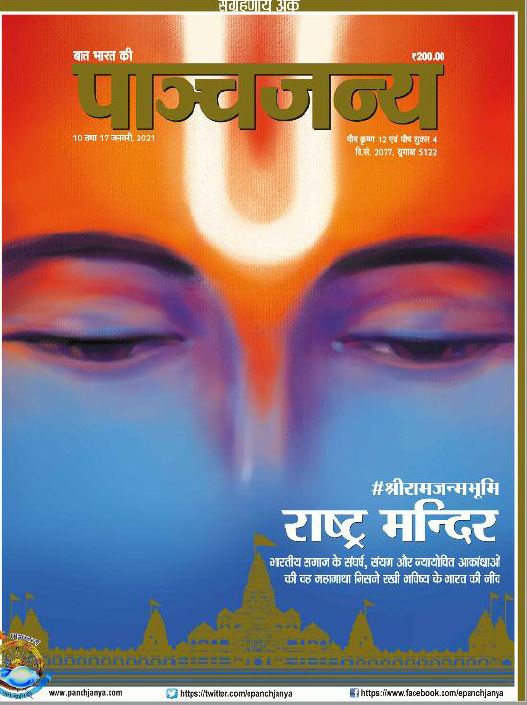 संग्रहणीय अंक
बात भारत की
₹200.00
पाञ्चजन्य
10 तथा 17 जनवरी, 2021
पौष कृष्ण 12 एवं पौष शुक्ल 4
वि.सं. 2077, युगाब्द 5122
#श्रीरामजन्मभूमि
राष्ट्र मन्दिर
भारतीय समाज के संघर्ष, संयम और न्यायोचित आकांक्षाओं
की वह महागाथा जिसने रखी भविष्य के भारत की नींव
www.panchjanya.com
https://twitter.com/epanchjanya
https://www.facebook.com/epanchjanya